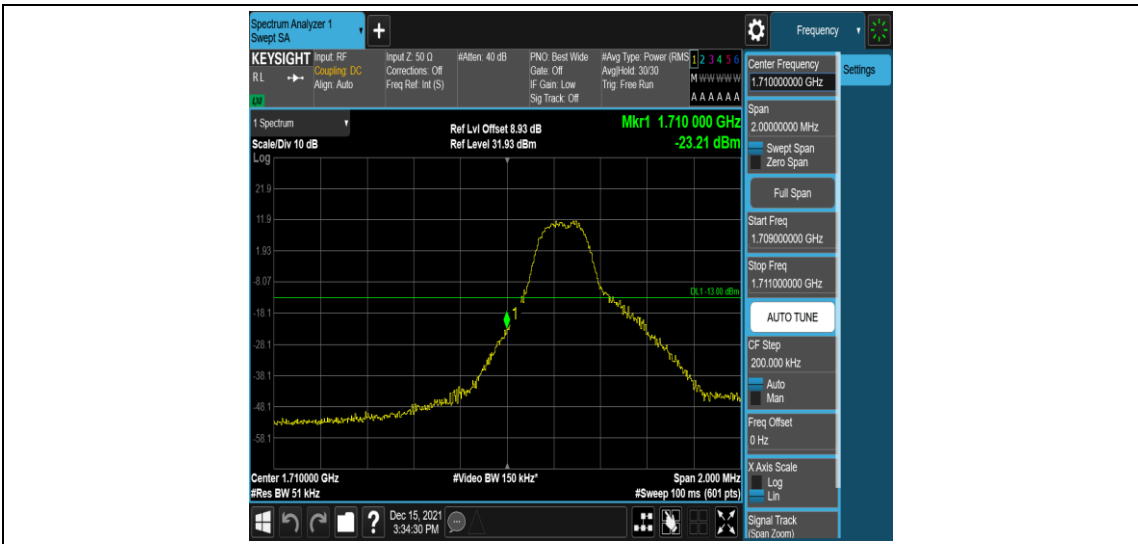 Spectrum Analyzer 1
Swept SA
+
Frequency
KEYSIGHT
RL
LXI
Input: RF
Coupling: DC
Align: Auto
Input Z: 50 Ω
Corrections: Off
Freq Ref: Int (S)
#Atten: 40 dB
PNO: Best Wide
Gate: Off
IF Gain: Low
Sig Track: Off
#Avg Type: Power (RMS
Avg|Hold: 30/30
Trig: Free Run
1 2 3 4 5 6
M W W W W W
A A A A A A
1 Spectrum
Scale/Div 10 dB
Log
Ref Lvl Offset 8.93 dB
Ref Level 31.93 dBm
Mkr1 1.710 000 GHz
-23.21 dBm
21.9
11.9
1.93
-8.07
-18.1
-28.1
-38.1
-48.1
-58.1
DL1 -13.00 dBm
1
Center 1.710000 GHz
#Res BW 51 kHz
#Video BW 150 kHz*
Span 2.000 MHz
#Sweep 100 ms (601 pts)
Center Frequency
1.710000000 GHz
Settings
Span
2.00000000 MHz
Swept Span
Zero Span
Full Span
Start Freq
1.709000000 GHz
Stop Freq
1.711000000 GHz
AUTO TUNE
CF Step
200.000 kHz
Auto
Man
Freq Offset
0 Hz
X Axis Scale
Log
Lin
Signal Track
(Span Zoom)
?
Dec 15, 2021
3:34:30 PM